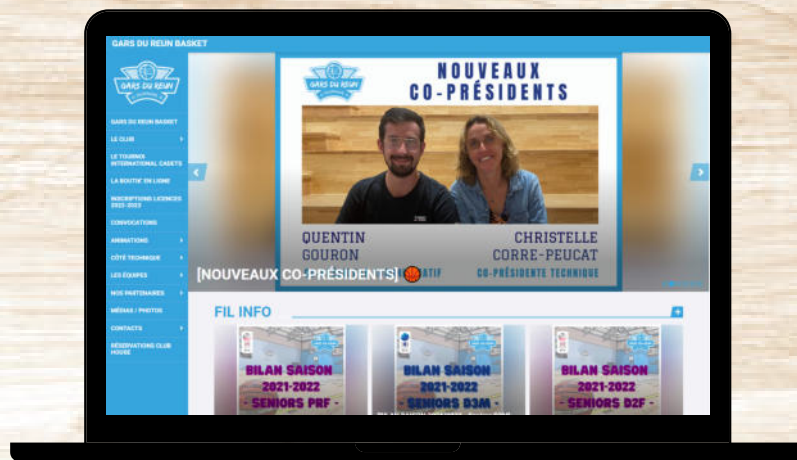 GARS DU REUN BASKET
GARS DU REUN
GARS DU REUN BASKET
LE CLUB
LE TOURNOI
INTERNATIONAL CADETS
LA BOUTIK' EN LIGNE
INSCRIPTIONS LICENCES
2022-2023
CONVOCATIONS
ANIMATIONS
CÔTÉ TECHNIQUE
LES ÉQUIPES
NOS PARTENAIRES
MÉDIAS / PHOTOS
CONTACTS
RÉSERVATIONS CLUB
HOUSE
GARS DU REUN
NOUVEAUX
CO-PRÉSIDENTS
QUENTIN
GOURON
CHRISTELLE
CORRE-PEUCAT
CO-PRÉSIDENTE TECHNIQUE
[NOUVEAUX CO-PRÉSIDENTS]
FIL INFO
BILAN SAISON
2021-2022
- SENIORS PRF -
BILAN SAISON
2021-2022
- SENIORS D3M -
BILAN SAISON
2021-2022
- SENIORS D2F -